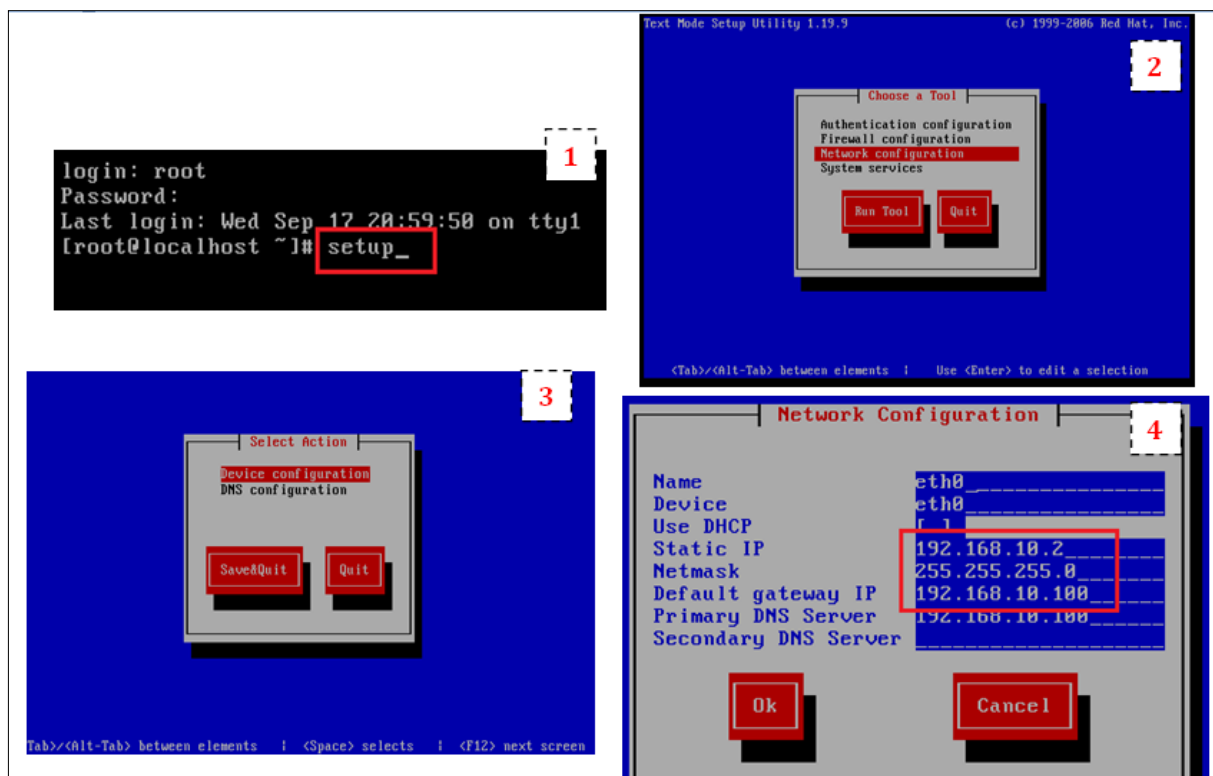 1
login: root
Password:
Last login: Wed Sep 17 20:59:50 on tty1
[root@localhost ~]# setup_
Text Mode Setup Utility 1.19.9 (c) 1999-2006 Red Hat, Inc.
2
Choose a Tool
Authentication configuration
Firewall configuration
Network configuration
System services
Run Tool Quit
<Tab>/<Alt-Tab> between elements | Use <Enter> to edit a selection
3
Select Action
Device configuration
DNS configuration
Save&Quit Quit
Tab>/<Alt-Tab> between elements | <Space> selects | <F12> next screen
Network Configuration
4
Name eth0
Device eth0
Use DHCP [ ]
Static IP 192.168.10.2
Netmask 255.255.255.0
Default gateway IP 192.168.10.100
Primary DNS Server 192.168.10.100
Secondary DNS Server
Ok Cancel